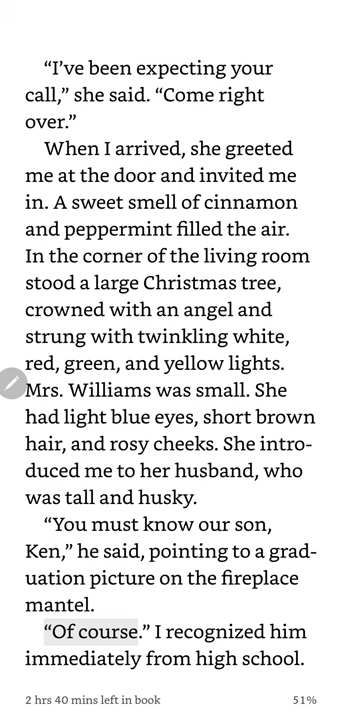 “I’ve been expecting your
call,” she said. “Come right
over.”
When I arrived, she greeted
me at the door and invited me
in. A sweet smell of cinnamon
and peppermint filled the air.
In the corner of the living room
stood a large Christmas tree,
crowned with an angel and
strung with twinkling white,
red, green, and yellow lights.
Mrs. Williams was small. She
had light blue eyes, short brown
hair, and rosy cheeks. She intro-
duced me to her husband, who
was tall and husky.
“You must know our son,
Ken,” he said, pointing to a grad-
uation picture on the fireplace
mantel.
“Of course.” I recognized him
immediately from high school.
2 hrs 40 mins left in book 51%